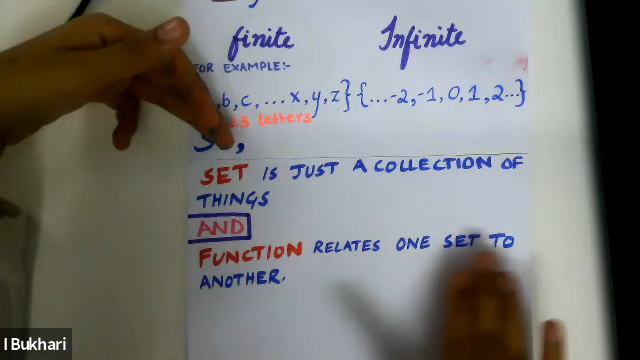 finite Infinite
FOR EXAMPLE:-
,b,c,...x,y,z} {...-2,-1,0,1,2...}
3 letters
SET IS JUST A COLLECTION OF
THINGS
AND
FUNCTION RELATES ONE SET TO
ANOTHER.
I Bukhari